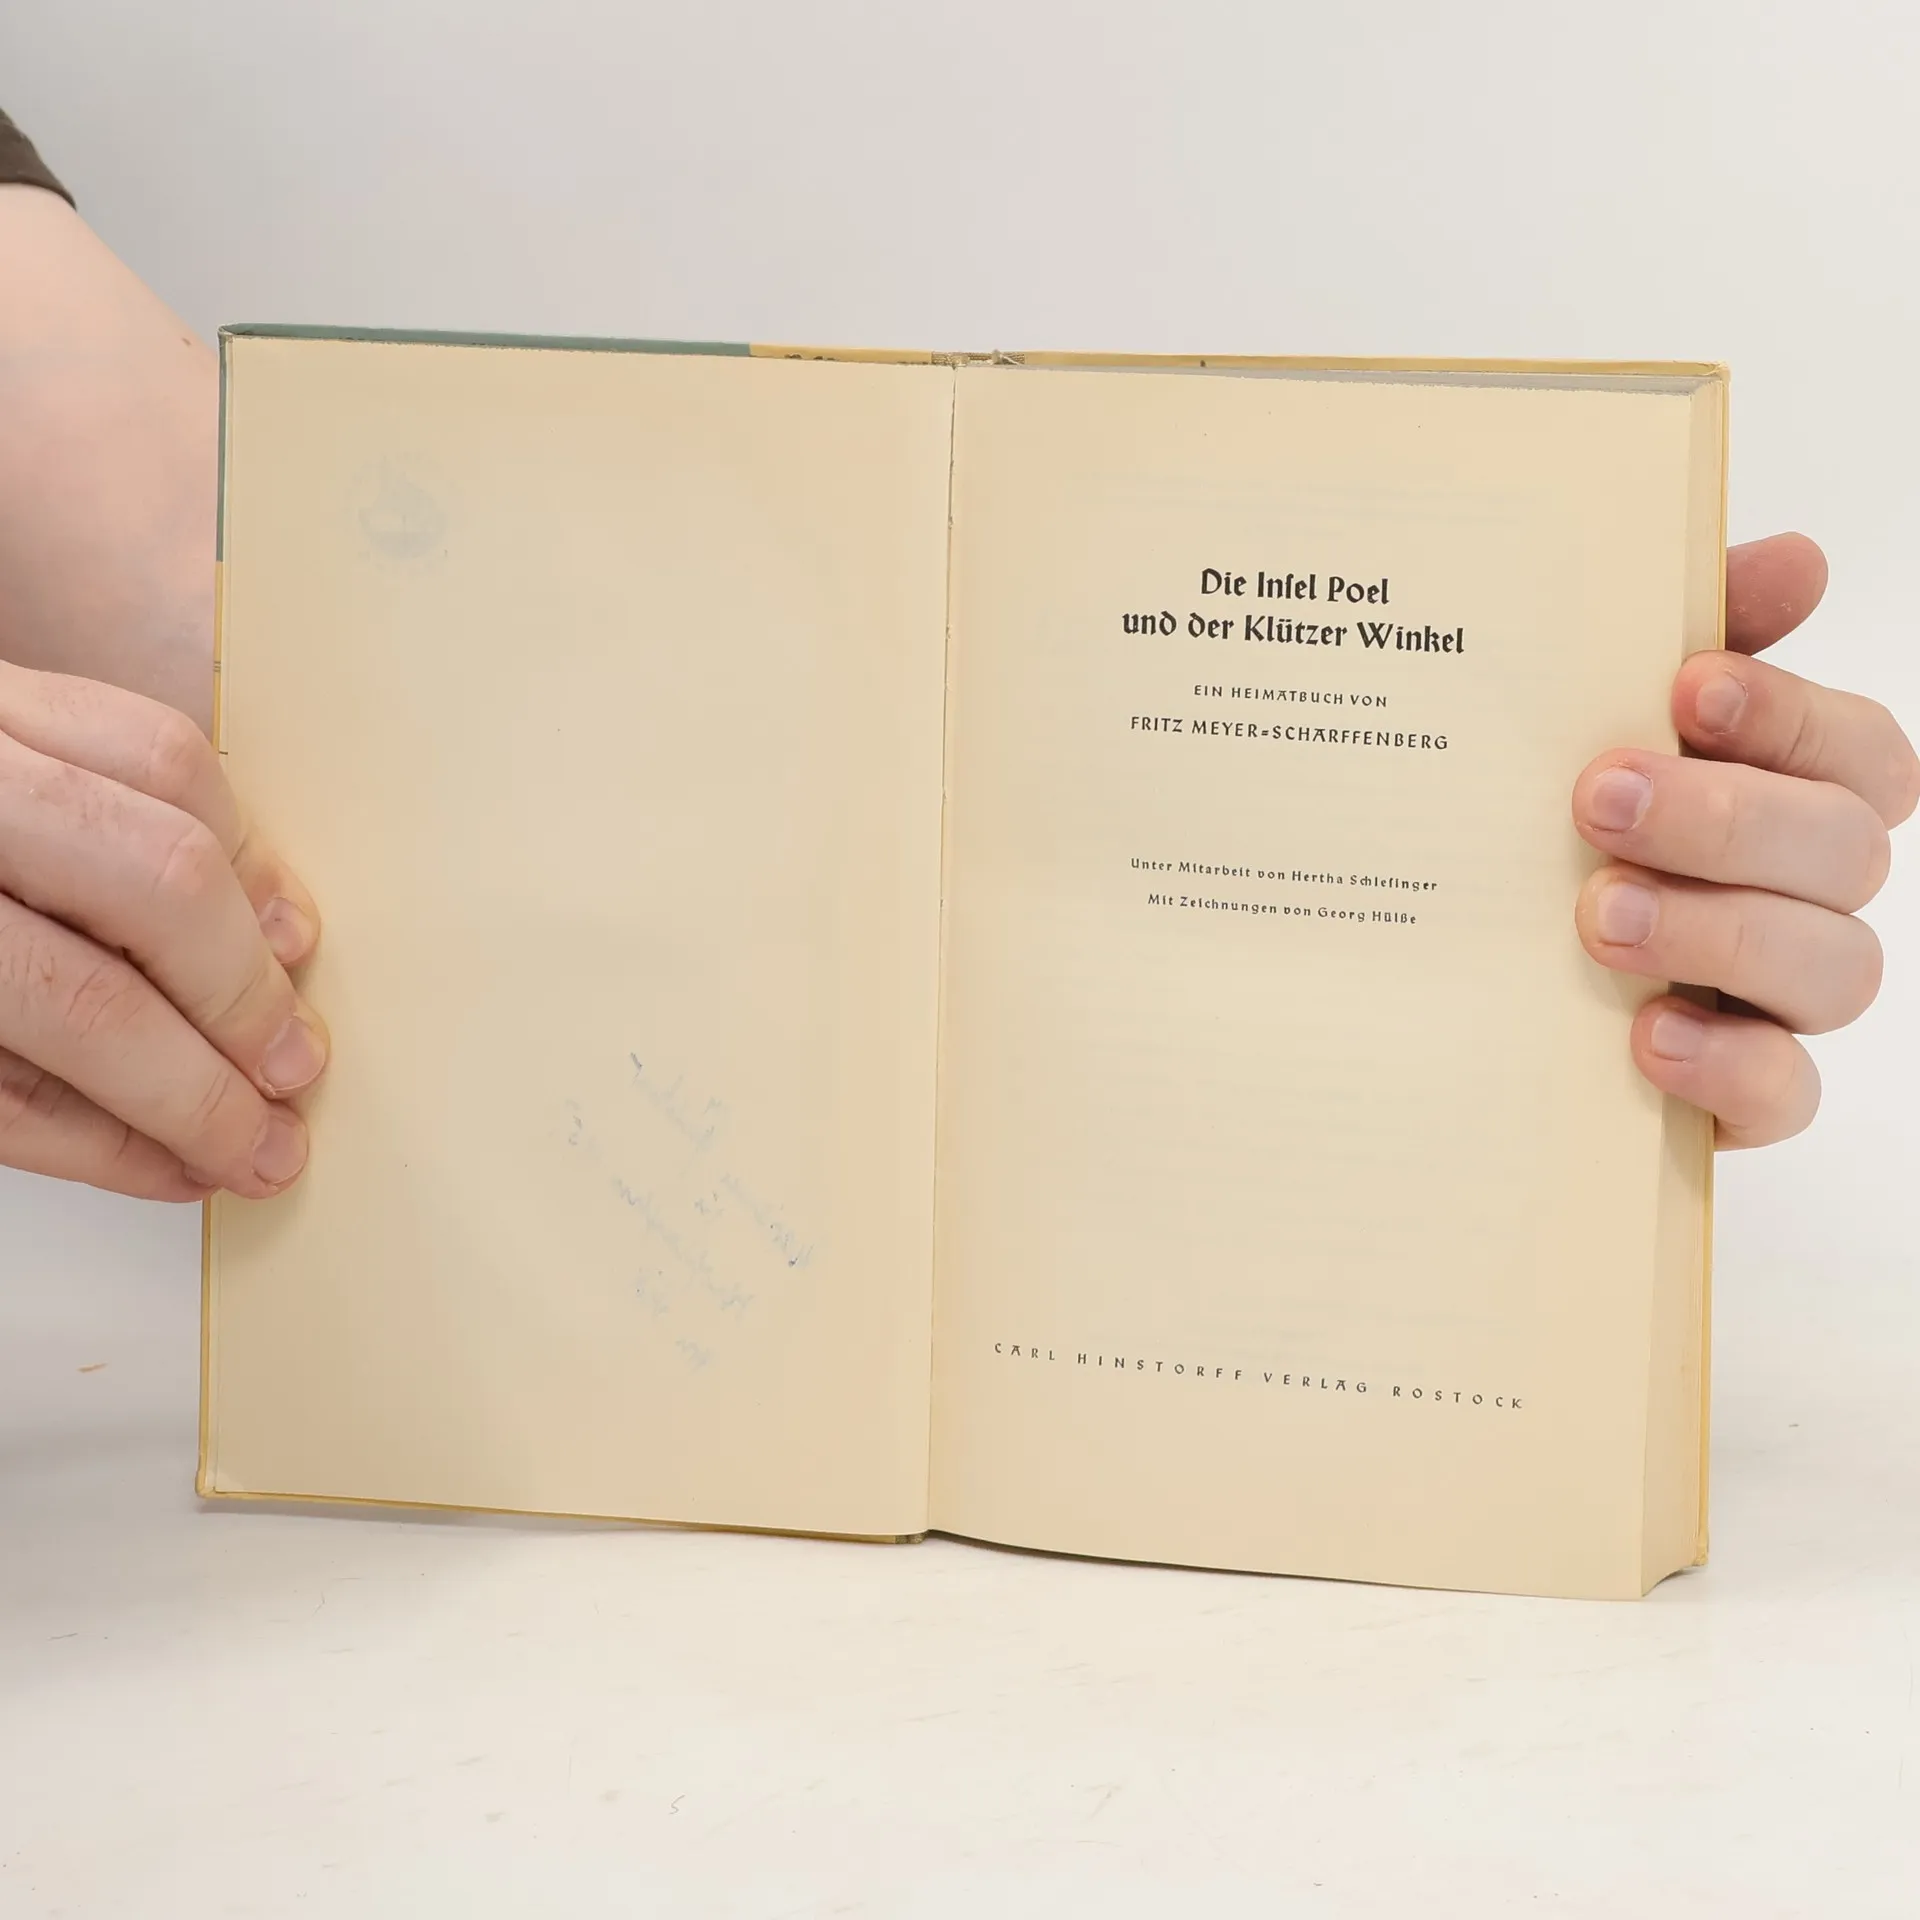 Die Inſel Poel
und der Klützer Winkel
EIN HEIMATBUCH VON
FRITZ MEYER=SCHARFFENBERG
Unter Mitarbeit von Hertha Schleſinger
Mit Zeichnungen von Georg Hülße
CARL HINSTORFF VERLAG ROSTOCK